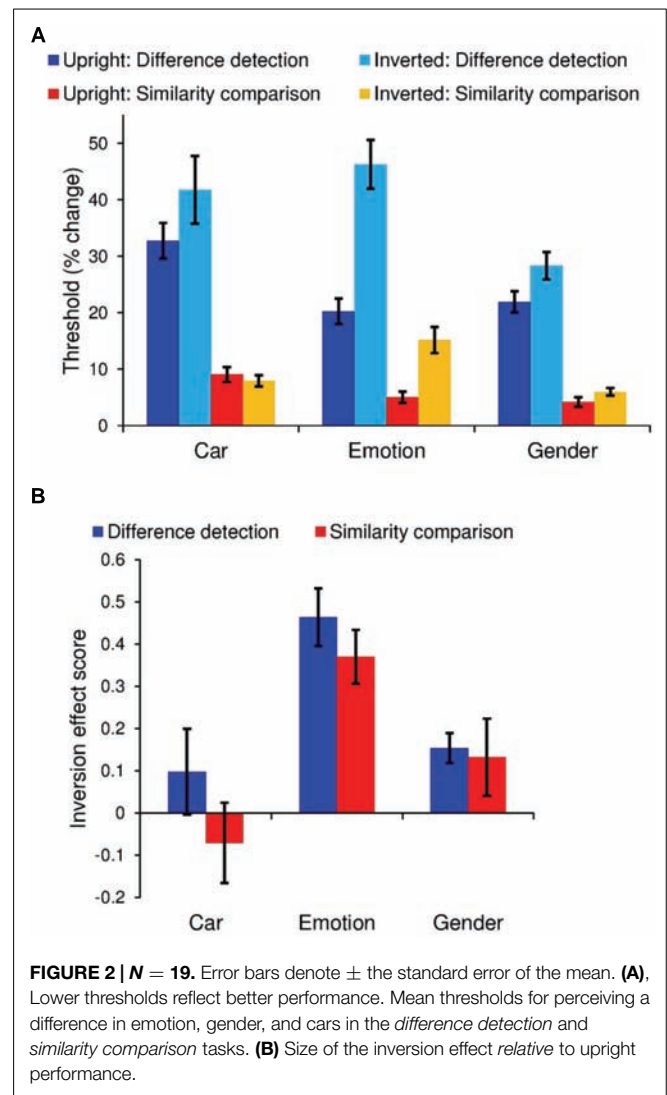 A
Upright: Difference detection Inverted: Difference detection
Upright: Similarity comparison Inverted: Similarity comparison
Threshold (% change)
50
40
30
20
10
0
Car Emotion Gender
B
Difference detection Similarity comparison
Inversion effect score
0.6
0.5
0.4
0.3
0.2
0.1
0
-0.1
-0.2
Car Emotion Gender
FIGURE 2 | N = 19. Error bars denote ± the standard error of the mean. (A),
Lower thresholds reflect better performance. Mean thresholds for perceiving a
difference in emotion, gender, and cars in the difference detection and
similarity comparison tasks. (B) Size of the inversion effect relative to upright
performance.